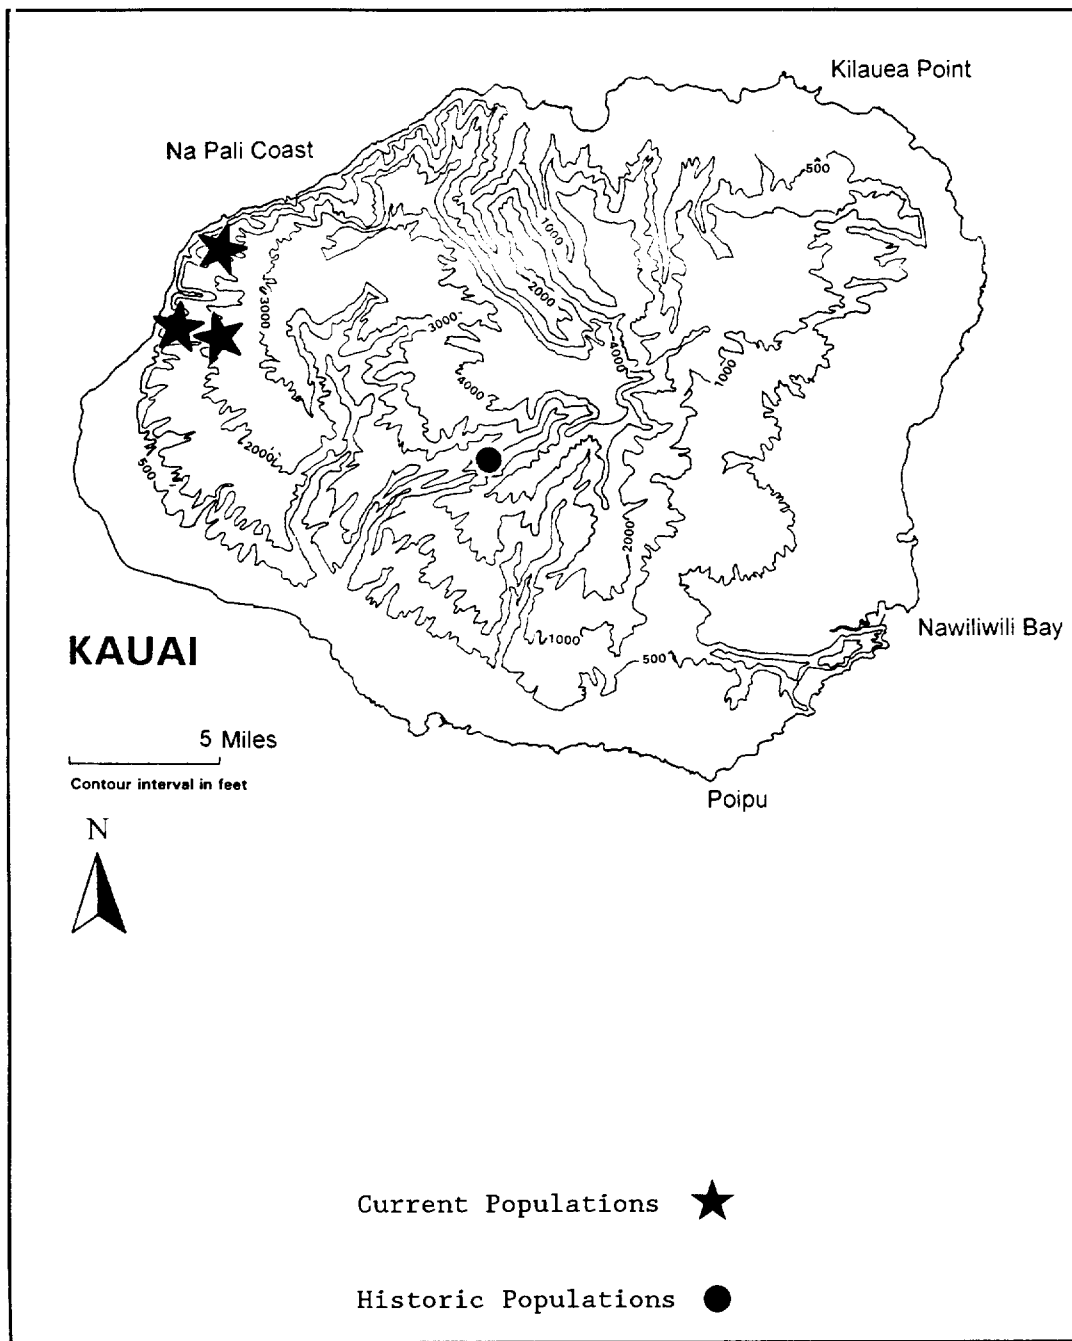 Kilauea Point
Na Pali Coast
500
1000
3000
2000
3000
4000
4000
1000
2000
500
2000
Nawiliwili Bay
KAUAI
1000
500
5 Miles
Contour interval in feet
Poipu
N
Current Populations
Historic Populations